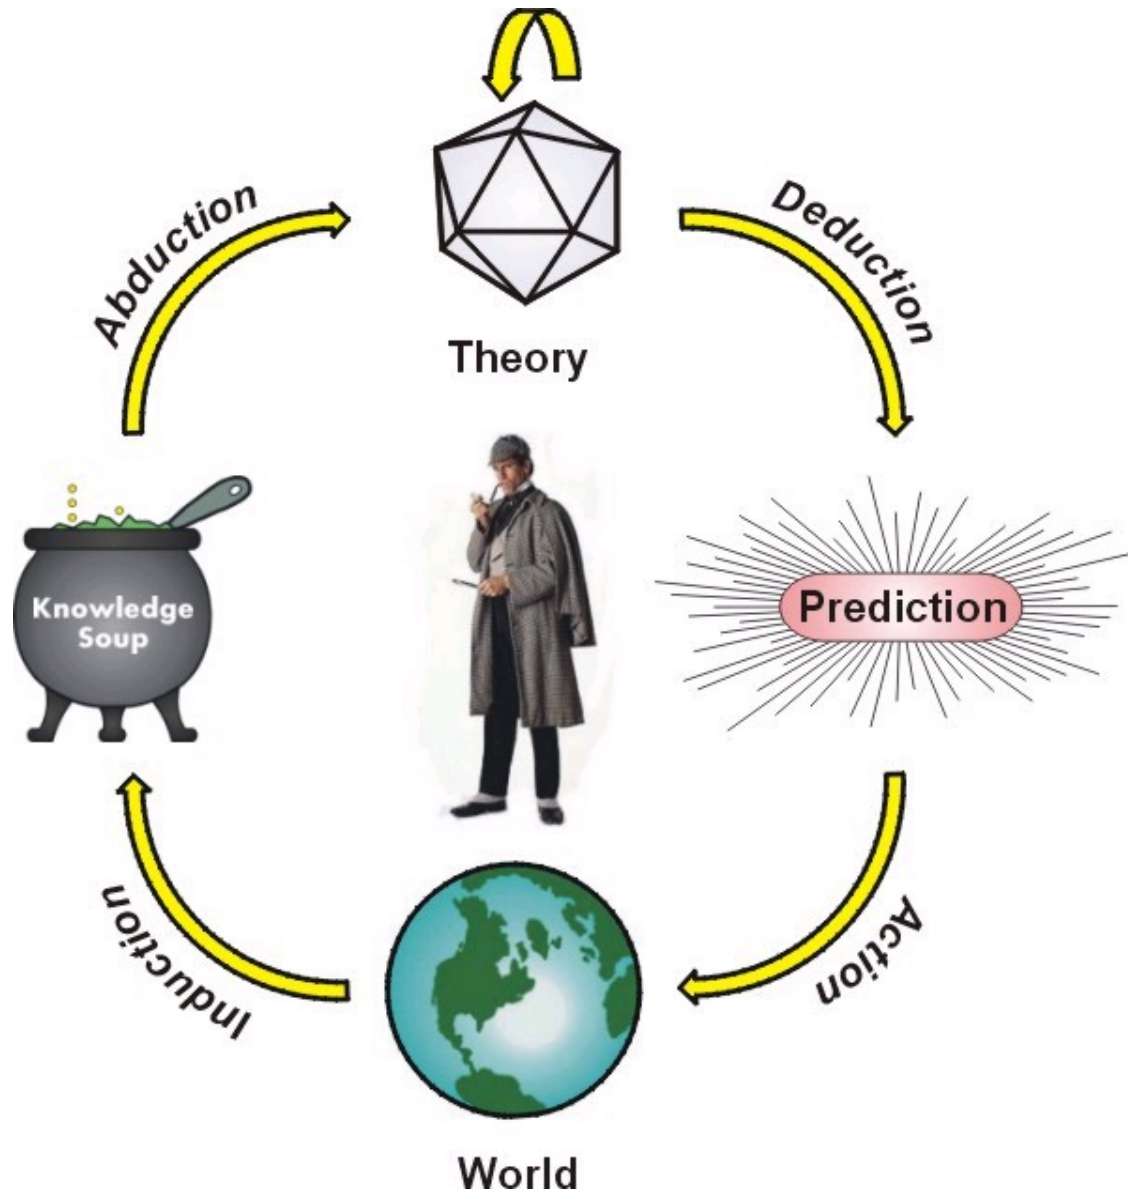 Abduction
Deduction
Theory
Knowledge
Soup
Prediction
Induction
Action
World